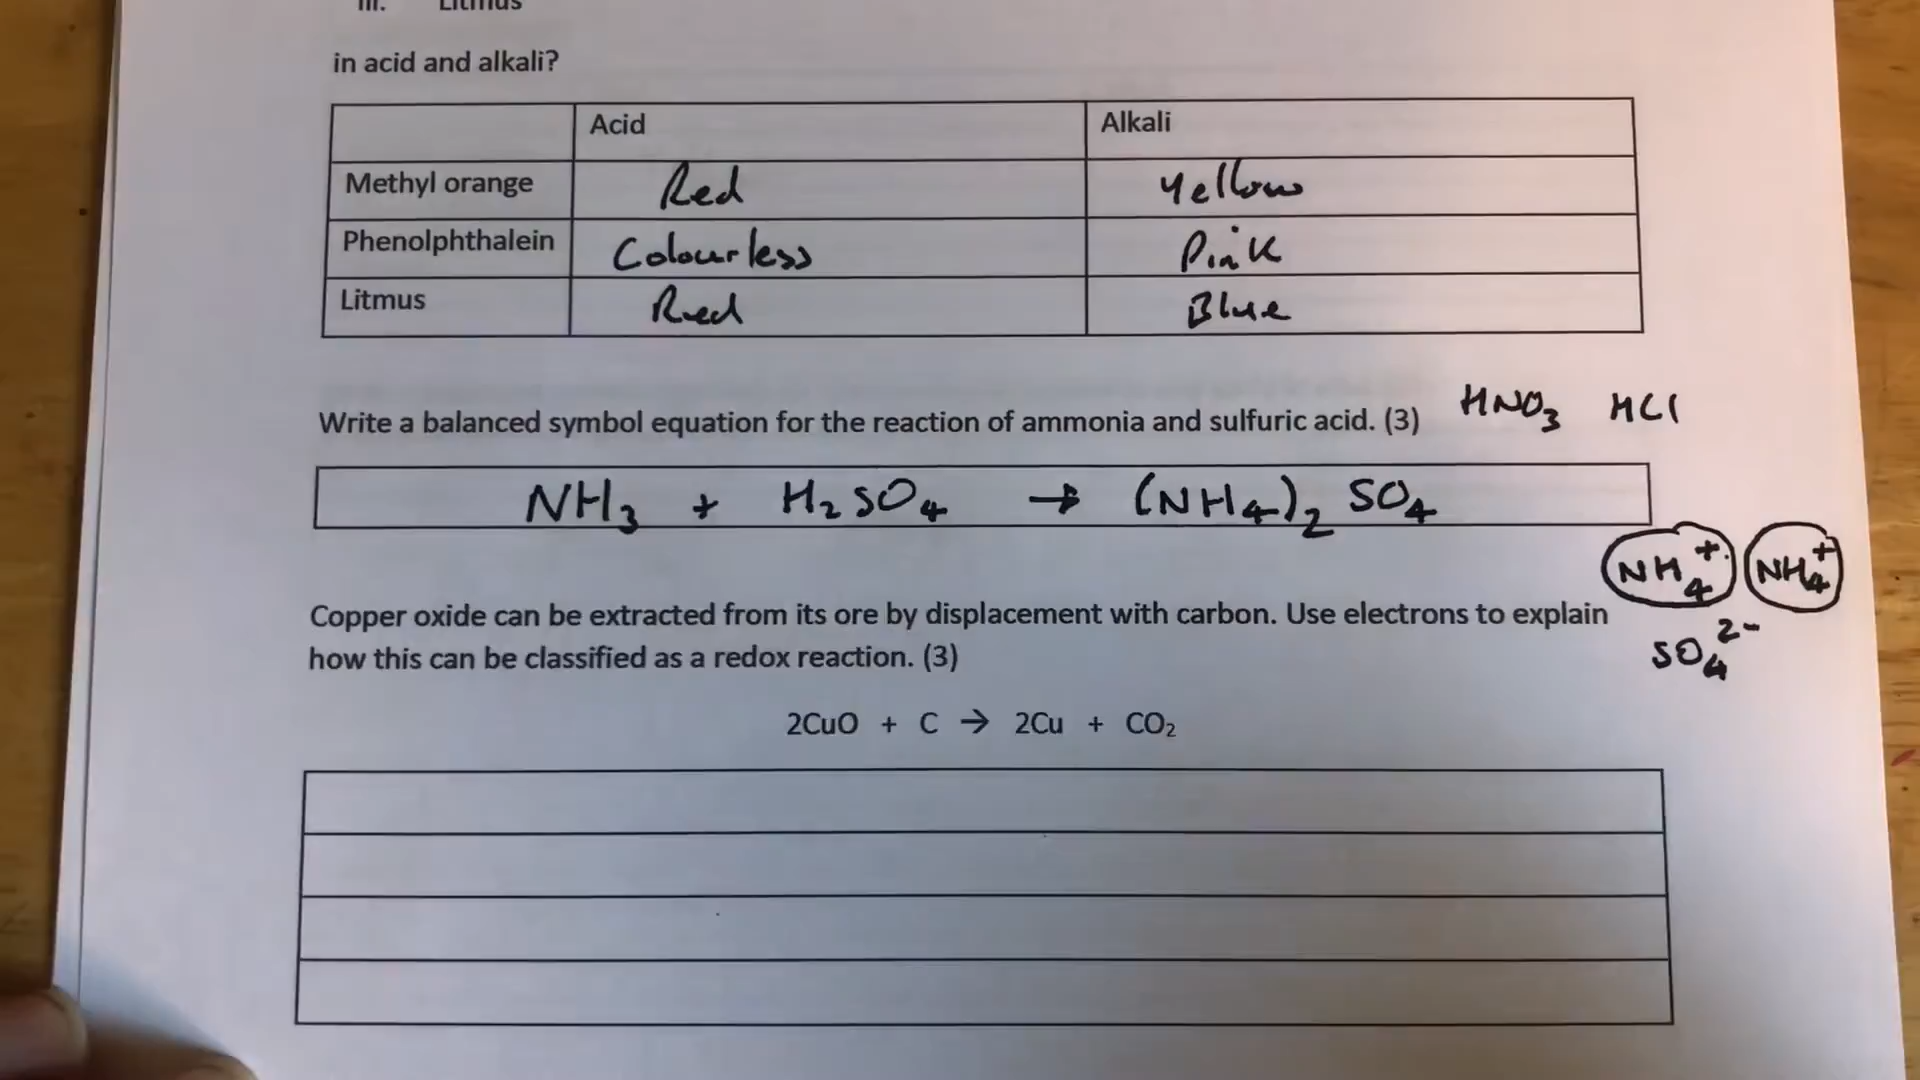 iii. Litmus
in acid and alkali?
Acid Alkali
Methyl orange Red Yellow
Phenolphthalein Colourless Pink
Litmus Red Blue
Write a balanced symbol equation for the reaction of ammonia and sulfuric acid. (3) HNO₃ HCl
NH₃ + H₂SO₄ → (NH₄)₂ SO₄
NH₄⁺ NH₄⁺
Copper oxide can be extracted from its ore by displacement with carbon. Use electrons to explain
SO₄²⁻
how this can be classified as a redox reaction. (3)
2CuO + C → 2Cu + CO₂